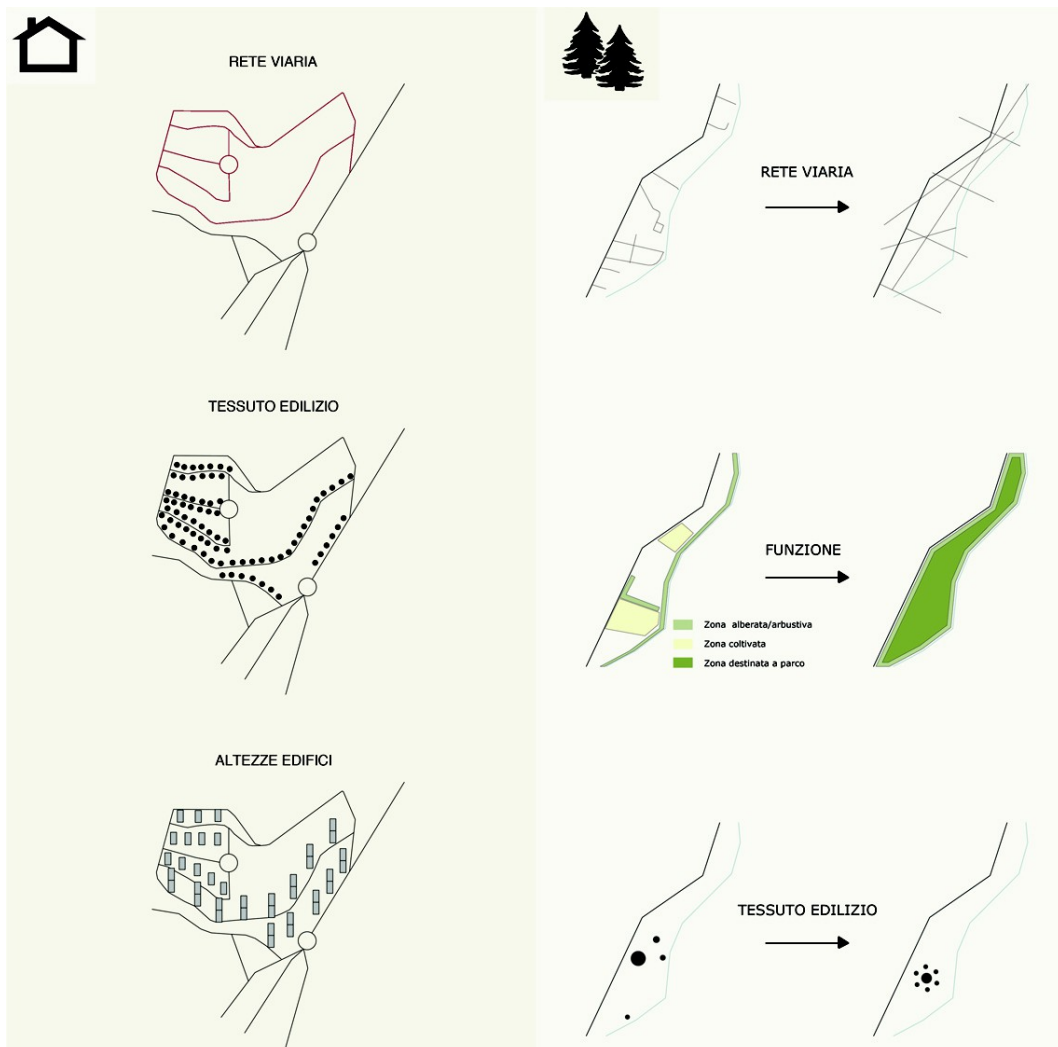 RETE VIARIA
TESSUTO EDILIZIO
ALTEZZE EDIFICI
RETE VIARIA
FUNZIONE
Zona alberata/arbustiva
Zona coltivata
Zona destinata a parco
TESSUTO EDILIZIO